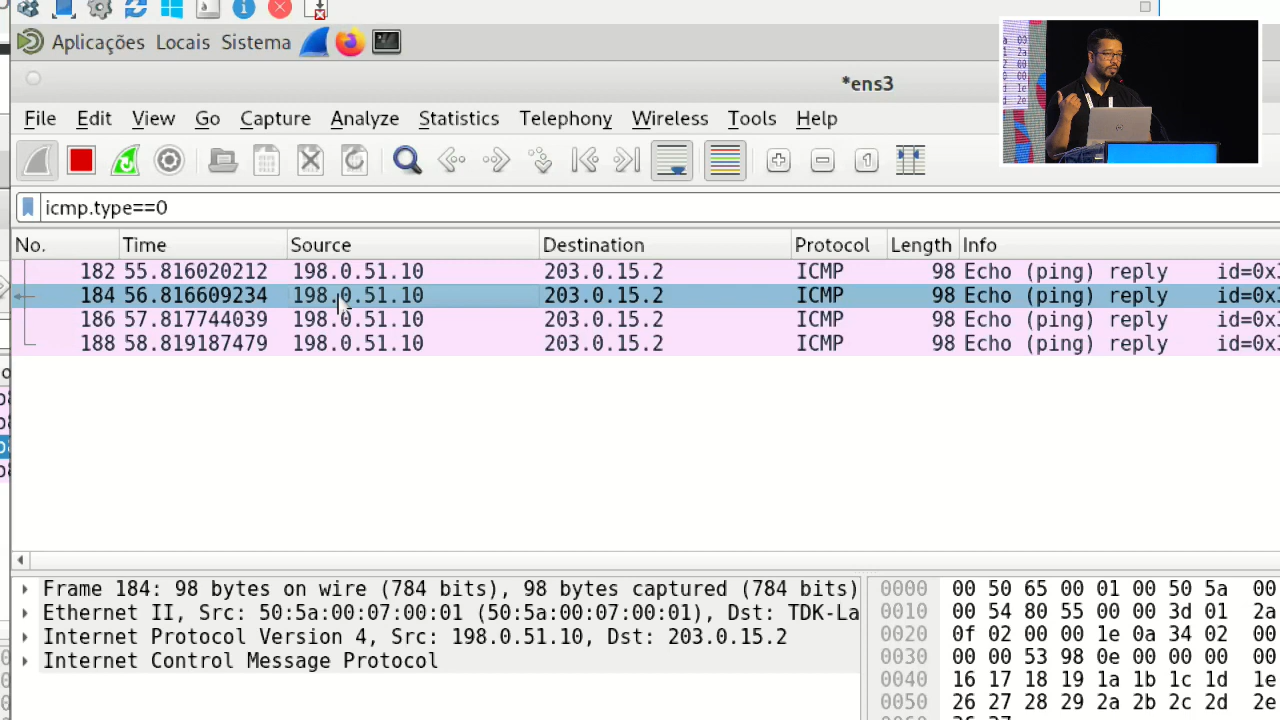 Aplicações Locais Sistema
*ens3
File Edit View Go Capture Analyze Statistics Telephony Wireless Tools Help
icmp.type==0
No. Time Source Destination Protocol Length Info
182 55.816020212 198.0.51.10 203.0.15.2 ICMP 98 Echo (ping) reply id=0x
184 56.816609234 198.0.51.10 203.0.15.2 ICMP 98 Echo (ping) reply id=0x
186 57.817744039 198.0.51.10 203.0.15.2 ICMP 98 Echo (ping) reply id=0x
188 58.819187479 198.0.51.10 203.0.15.2 ICMP 98 Echo (ping) reply id=0x
Frame 184: 98 bytes on wire (784 bits), 98 bytes captured (784 bits)
Ethernet II, Src: 50:5a:00:07:00:01 (50:5a:00:07:00:01), Dst: TDK-La
Internet Protocol Version 4, Src: 198.0.51.10, Dst: 203.0.15.2
Internet Control Message Protocol
0000 00 50 65 00 01 00 50 5a 00
0010 00 54 80 55 00 00 3d 01 2a
0020 0f 02 00 00 1e 0a 34 02 00
0030 00 00 53 98 0e 00 00 00 00
0040 16 17 18 19 1a 1b 1c 1d 1e
0050 26 27 28 29 2a 2b 2c 2d 2e